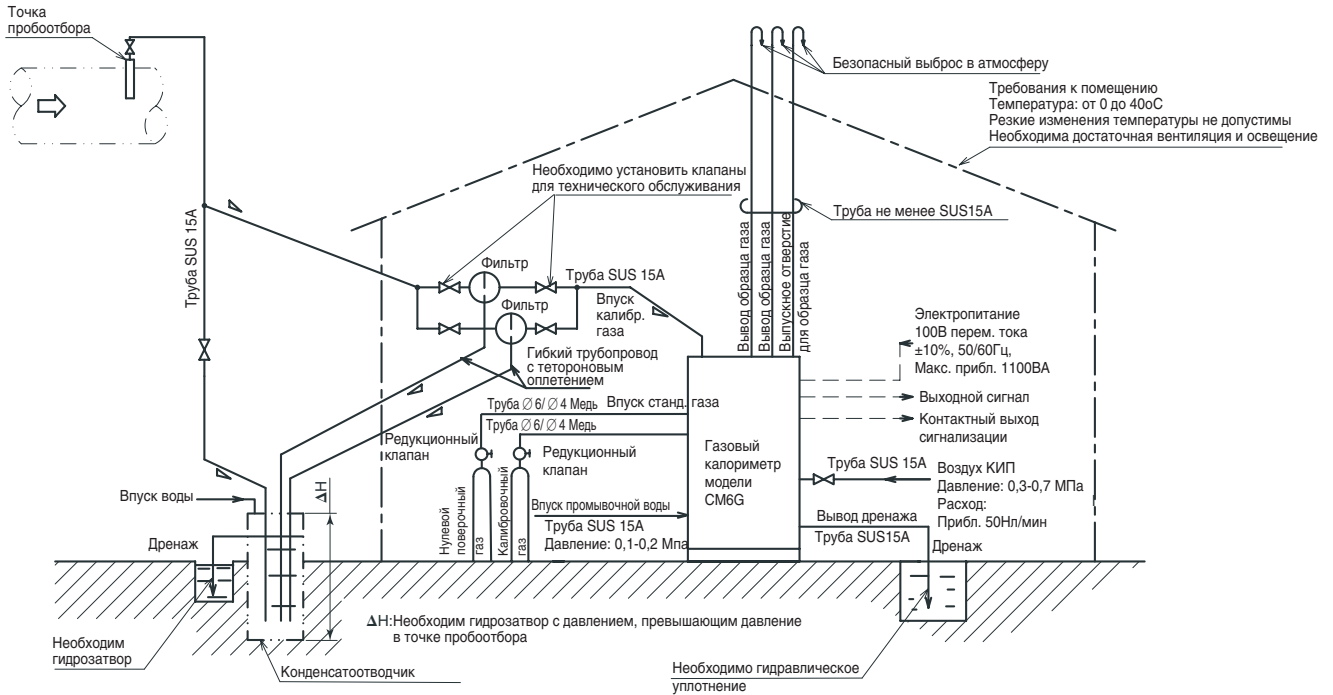 Точка
пробоотбора
Безопасный выброс в атмосферу
Требования к помещению
Температура: от 0 до 40оС
Резкие изменения температуры не допустимы
Необходима достаточная вентиляция и освещение
Необходимо установить клапаны
для технического обслуживания
Труба не менее SUS15A
Труба SUS 15A
Фильтр
Труба SUS 15A
Фильтр
Впуск
калибр.
газа
Вывод образца газа
Вывод образца газа
Выпускное отверстие
для образца газа
Электропитание
100В перем. тока
±10%, 50/60Гц,
Макс. прибл. 1100ВА
Гибкий трубопровод
с тетороновым
оплетением
Выходной сигнал
Контактный выход
сигнализации
Труба ∅ 6/ ∅ 4 Медь
Впуск станд. газа
Труба ∅ 6/ ∅ 4 Медь
Редукционный
клапан
Редукционный
клапан
Газовый
калориметр
модели
CM6G
Труба SUS 15A
Воздух КИП
Давление: 0,3-0,7 МПа
Расход:
Прибл. 50Нл/мин
Впуск воды
ΔH
Нулевой
поверочный
газ
Калибровочный
газ
Впуск промывочной воды
Труба SUS 15A
Давление: 0,1-0,2 Мпа
Вывод дренажа
Труба SUS15A
Дренаж
Дренаж
ΔH:Необходим гидрозатвор с давлением, превышающим давление
в точке пробоотбора
Необходим
гидрозатвор
Конденсатоотводчик
Необходимо гидравлическое
уплотнение